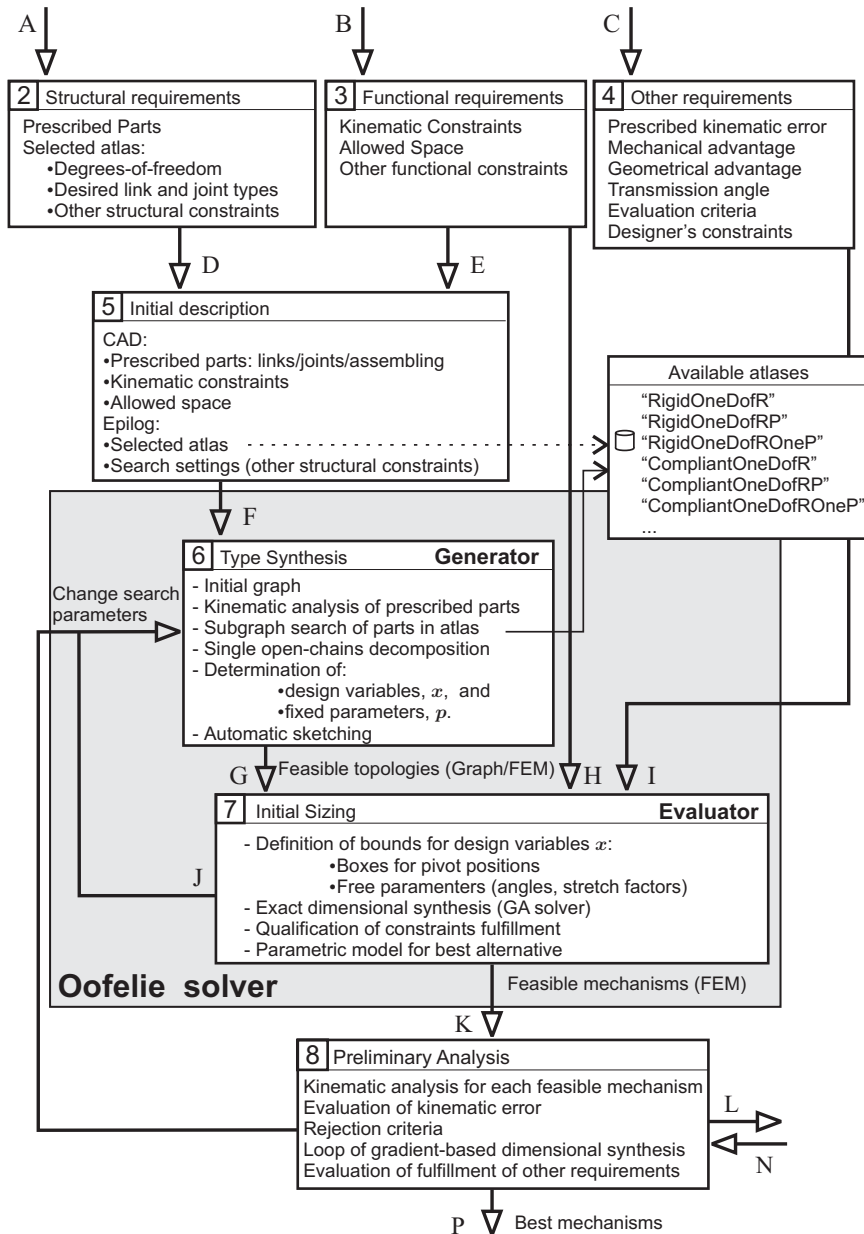 A
B
C
2 Structural requirements
Prescribed Parts
Selected atlas:
•Degrees-of-freedom
•Desired link and joint types
•Other structural constraints
3 Functional requirements
Kinematic Constraints
Allowed Space
Other functional constraints
4 Other requirements
Prescribed kinematic error
Mechanical advantage
Geometrical advantage
Transmission angle
Evaluation criteria
Designer's constraints
D
E
5 Initial description
CAD:
•Prescribed parts: links/joints/assembling
•Kinematic constraints
•Allowed space
Epilog:
•Selected atlas
•Search settings (other structural constraints)
Available atlases
“RigidOneDofR”
“RigidOneDofRP”
“RigidOneDofROneP”
“CompliantOneDofR”
“CompliantOneDofRP”
“CompliantOneDofROneP”
...
F
6 Type Synthesis Generator
- Initial graph
- Kinematic analysis of prescribed parts
- Subgraph search of parts in atlas
- Single open-chains decomposition
- Determination of:
•design variables, x, and
•fixed parameters, p.
- Automatic sketching
Change search
parameters
G
Feasible topologies (Graph/FEM)
H
I
7 Initial Sizing Evaluator
- Definition of bounds for design variables x:
•Boxes for pivot positions
•Free paramenters (angles, stretch factors)
- Exact dimensional synthesis (GA solver)
- Qualification of constraints fulfillment
- Parametric model for best alternative
J
Oofelie solver
Feasible mechanisms (FEM)
K
8 Preliminary Analysis
Kinematic analysis for each feasible mechanism
Evaluation of kinematic error
Rejection criteria
Loop of gradient-based dimensional synthesis
Evaluation of fulfillment of other requirements
L
N
P
Best mechanisms